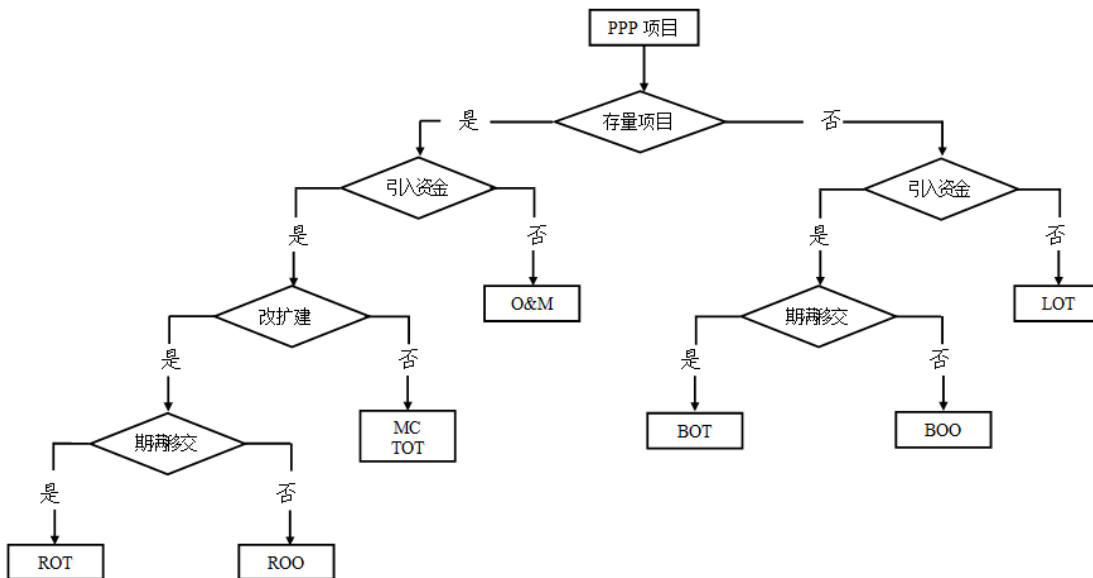 PPP 项目
存量项目
是
否
引入资金
引入资金
是
否
是
否
O&M
LOT
改扩建
期满移交
是
否
是
否
MC
TOT
BOT
BOO
期满移交
是
否
ROT
ROO